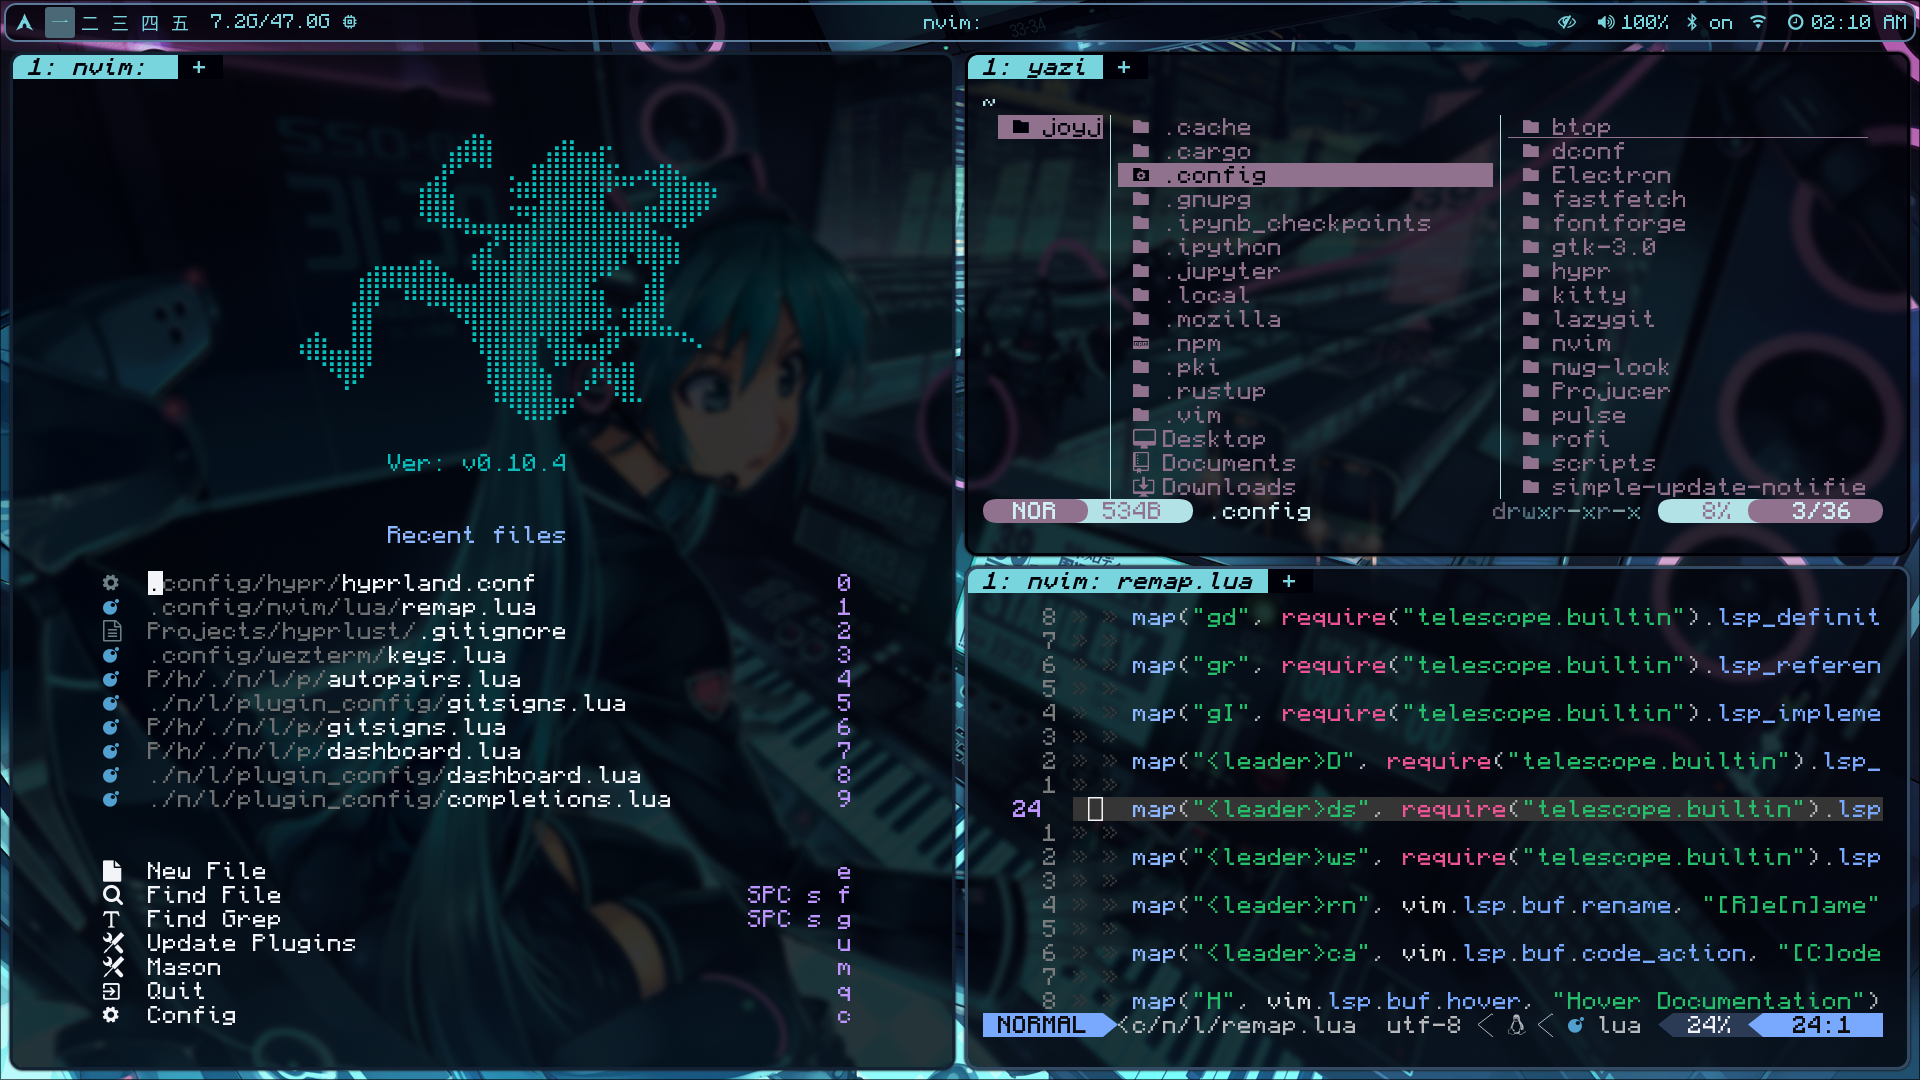 一 二 三 四 五 7.2G/47.0G
nvim:
100% on 02:10 AM
1: nvim: +
Ver: v0.10.4
Recent files
.config/hypr/hyprland.conf 0
.config/nvim/lua/remap.lua 1
Projects/hyprlust/.gitignore 2
.config/wezterm/keys.lua 3
P/h/./n/l/p/autopairs.lua 4
./n/l/plugin_config/gitsigns.lua 5
P/h/./n/l/p/gitsigns.lua 6
P/h/./n/l/p/dashboard.lua 7
./n/l/plugin_config/dashboard.lua 8
./n/l/plugin_config/completions.lua 9
New File e
Find File SPC s f
Find Grep SPC s g
Update Plugins u
Mason m
Quit q
Config c
1: yazi +
~
joyj
.cache
.cargo
.config
.gnupg
.ipynb_checkpoints
.ipython
.jupyter
.local
.mozilla
.npm
.pki
.rustup
.vim
Desktop
Documents
Downloads
btop
dconf
Electron
fastfetch
fontforge
gtk-3.0
hypr
kitty
lazygit
nvim
nwg-look
Projucer
pulse
rofi
scripts
simple-update-notifie
NOR 534B .config drwxr-xr-x 8% 3/36
1: nvim: remap.lua +
8 » » map("gd", require("telescope.builtin").lsp_definit
7 » »
6 » » map("gr", require("telescope.builtin").lsp_referen
5 » »
4 » » map("gI", require("telescope.builtin").lsp_impleme
3 » »
2 » » map("<leader>D", require("telescope.builtin").lsp_
1 » »
24 map("<leader>ds", require("telescope.builtin").lsp
1 » »
2 » » map("<leader>ws", require("telescope.builtin").lsp
3 » »
4 » » map("<leader>rn", vim.lsp.buf.rename, "[R]e[n]ame"
5 » »
6 » » map("<leader>ca", vim.lsp.buf.code_action, "[C]ode
7 » »
8 » » map("H", vim.lsp.buf.hover, "Hover Documentation")
NORMAL <c/n/l/remap.lua utf-8 lua 24% 24:1